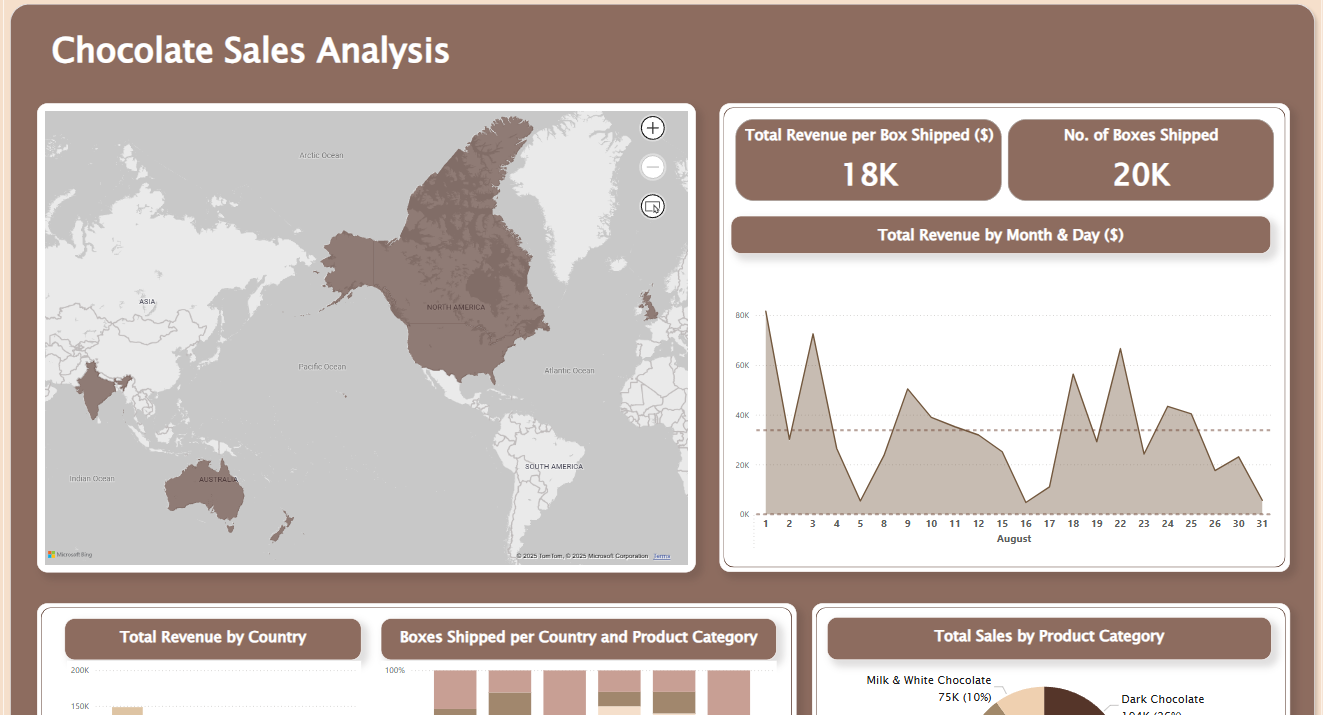 Chocolate Sales Analysis
Arctic Ocean
ASIA
NORTH AMERICA
Pacific Ocean
Atlantic Ocean
Indian Ocean
AUSTRALIA
SOUTH AMERICA
Microsoft Bing
© 2025 TomTom, © 2025 Microsoft Corporation Terms
Total Revenue per Box Shipped ($)
18K
No. of Boxes Shipped
20K
Total Revenue by Month & Day ($)
80K
60K
40K
20K
0K
1 2 3 4 5 8 9 10 11 12 15 16 17 18 19 22 23 24 25 26 30 31
August
Total Revenue by Country
200K
150K
Boxes Shipped per Country and Product Category
100%
Total Sales by Product Category
Milk & White Chocolate
75K (10%)
Dark Chocolate